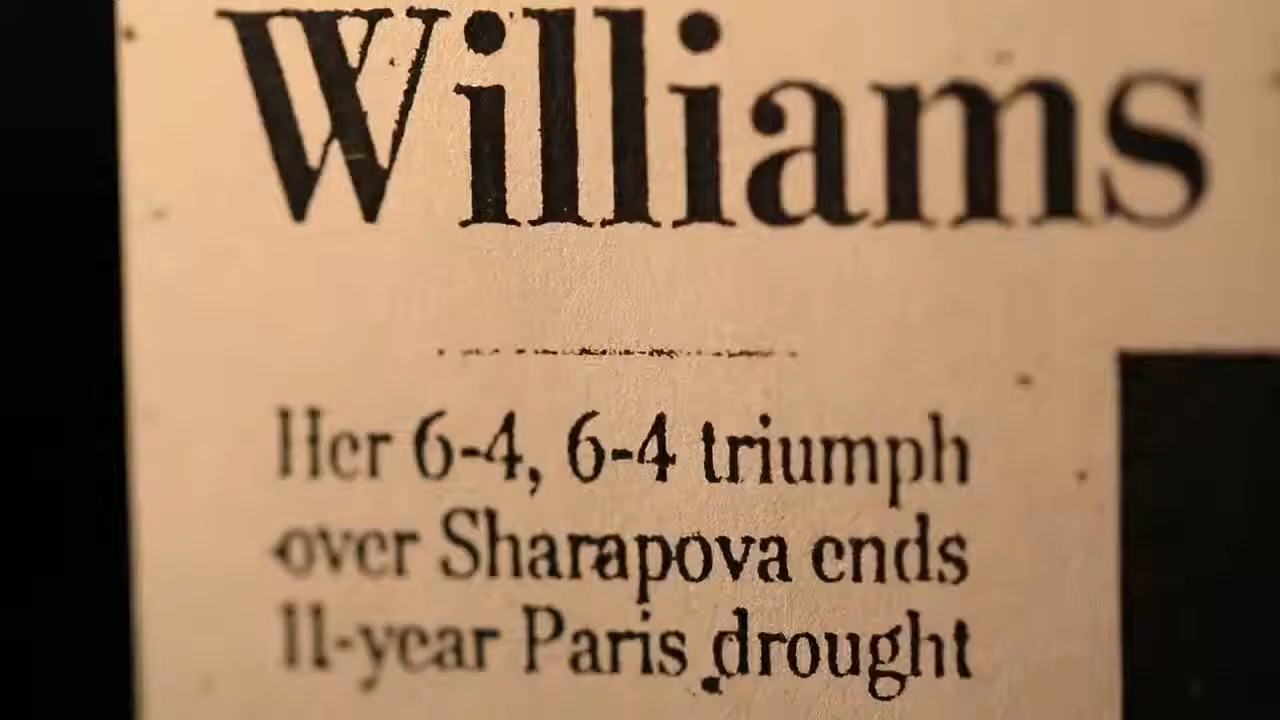 Williams
Her 6-4, 6-4 triumph
over Sharapova ends
11-year Paris drought